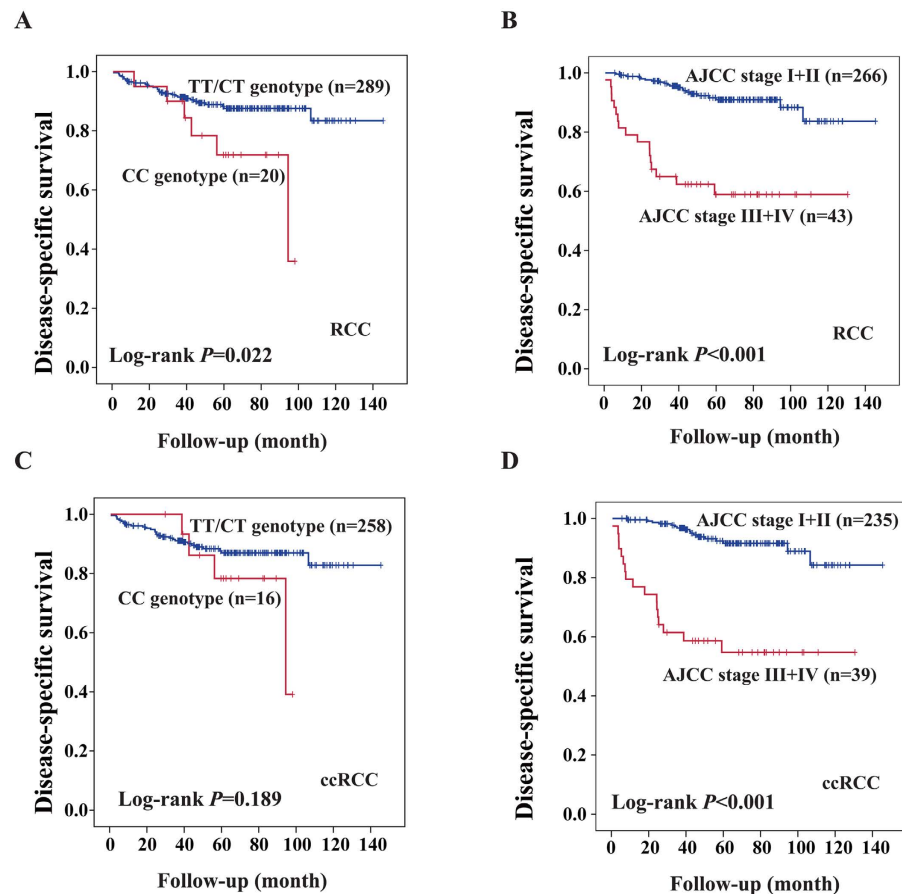 A
Disease-specific survival
1.0
0.8
0.6
0.4
0.2
0.0
TT/CT genotype (n=289)
CC genotype (n=20)
RCC
Log-rank P=0.022
0 20 40 60 80 100 120 140
Follow-up (month)
B
Disease-specific survival
1.0
0.8
0.6
0.4
0.2
0.0
AJCC stage I+II (n=266)
AJCC stage III+IV (n=43)
RCC
Log-rank P<0.001
0 20 40 60 80 100 120 140
Follow-up (month)
C
Disease-specific survival
1.0
0.8
0.6
0.4
0.2
0.0
TT/CT genotype (n=258)
CC genotype (n=16)
ccRCC
Log-rank P=0.189
0 20 40 60 80 100 120 140
Follow-up (month)
D
Disease-specific survival
1.0
0.8
0.6
0.4
0.2
0.0
AJCC stage I+II (n=235)
AJCC stage III+IV (n=39)
ccRCC
Log-rank P<0.001
0 20 40 60 80 100 120 140
Follow-up (month)